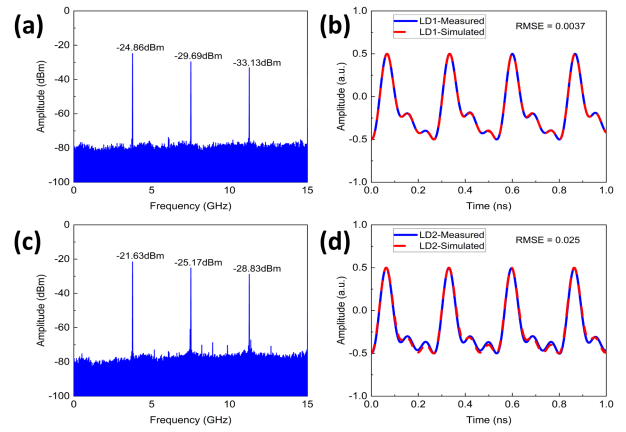 (a)
0
-20
-40
-60
-80
-100
Amplitude (dBm)
-24.86dBm
-29.69dBm
-33.13dBm
0
5
10
15
Frequency (GHz)
(b)
1.0
0.5
0.0
-0.5
-1.0
Amplitude (a.u.)
LD1-Measured
LD1-Simulated
RMSE = 0.0037
0.0
0.2
0.4
0.6
0.8
1.0
Time (ns)
(c)
0
-20
-40
-60
-80
-100
Amplitude (dBm)
-21.63dBm
-25.17dBm
-28.83dBm
0
5
10
15
Frequency (GHz)
(d)
1.0
0.5
0.0
-0.5
-1.0
Amplitude (a.u.)
LD2-Measured
LD2-Simulated
RMSE = 0.025
0.0
0.2
0.4
0.6
0.8
1.0
Time (ns)